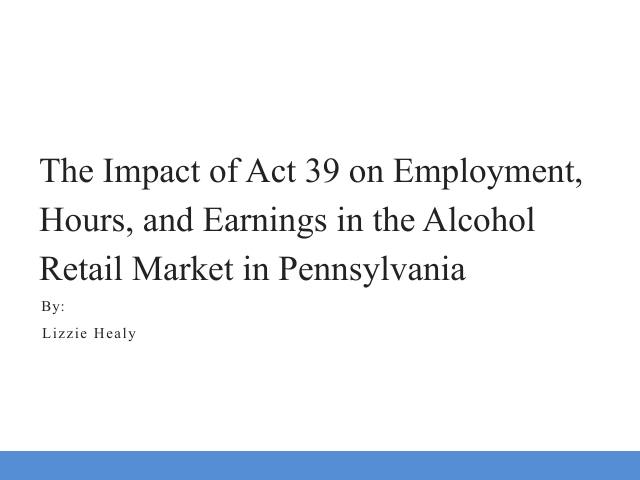 The Impact of Act 39 on Employment,
Hours, and Earnings in the Alcohol
Retail Market in Pennsylvania
By:
Lizzie Healy